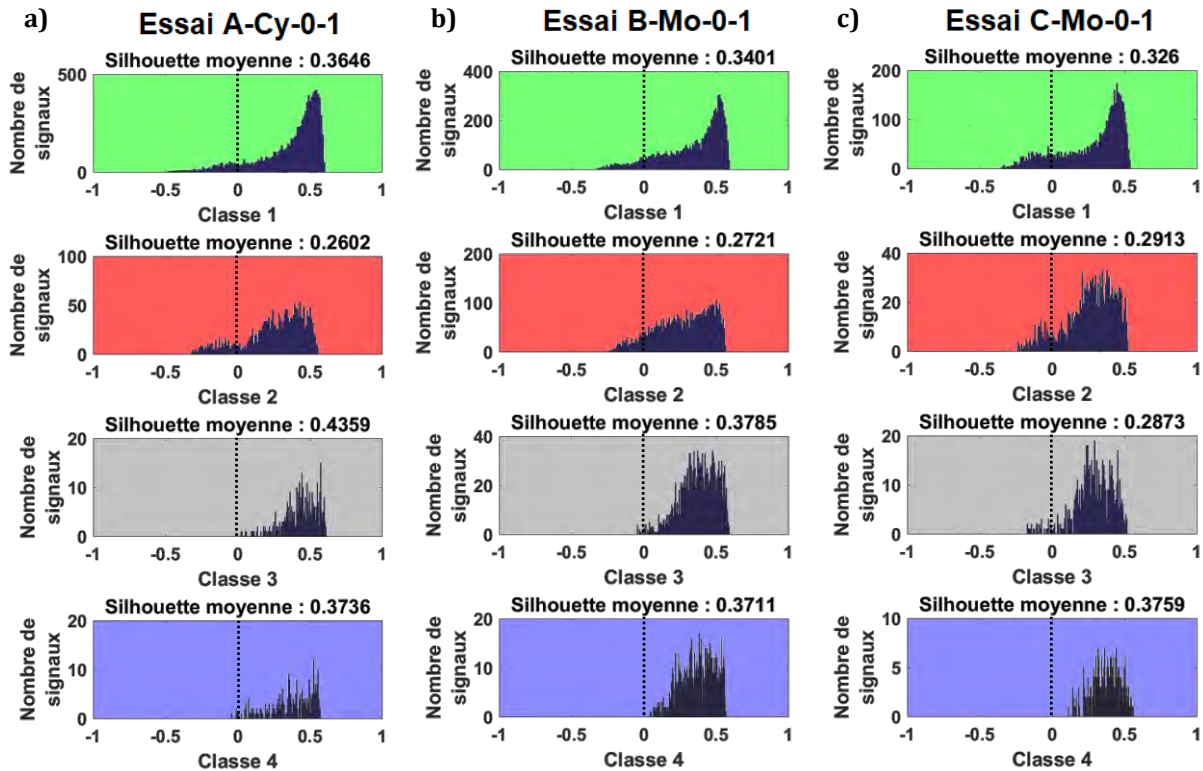 a) Essai A-Cy-0-1
Silhouette moyenne : 0.3646
Nombre de
signaux
500
0
-1 -0.5 0 0.5 1
Classe 1
Silhouette moyenne : 0.2602
Nombre de
signaux
100
50
0
-1 -0.5 0 0.5 1
Classe 2
Silhouette moyenne : 0.4359
Nombre de
signaux
20
10
0
-1 -0.5 0 0.5 1
Classe 3
Silhouette moyenne : 0.3736
Nombre de
signaux
20
10
0
-1 -0.5 0 0.5 1
Classe 4
b) Essai B-Mo-0-1
Silhouette moyenne : 0.3401
Nombre de
signaux
400
200
0
-1 -0.5 0 0.5 1
Classe 1
Silhouette moyenne : 0.2721
Nombre de
signaux
200
100
0
-1 -0.5 0 0.5 1
Classe 2
Silhouette moyenne : 0.3785
Nombre de
signaux
40
20
0
-1 -0.5 0 0.5 1
Classe 3
Silhouette moyenne : 0.3711
Nombre de
signaux
20
10
0
-1 -0.5 0 0.5 1
Classe 4
c) Essai C-Mo-0-1
Silhouette moyenne : 0.326
Nombre de
signaux
200
100
0
-1 -0.5 0 0.5 1
Classe 1
Silhouette moyenne : 0.2913
Nombre de
signaux
40
20
0
-1 -0.5 0 0.5 1
Classe 2
Silhouette moyenne : 0.2873
Nombre de
signaux
20
10
0
-1 -0.5 0 0.5 1
Classe 3
Silhouette moyenne : 0.3759
Nombre de
signaux
10
5
0
-1 -0.5 0 0.5 1
Classe 4